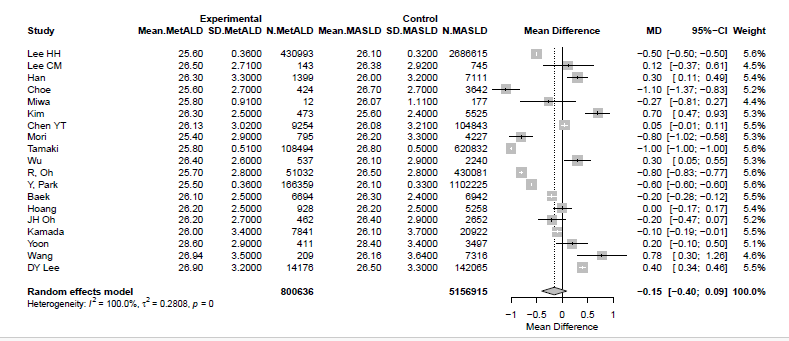 Experimental Control
Study Mean.MetALD SD.MetALD N.MetALD Mean.MASLD SD.MASLD N.MASLD Mean Difference MD 95%-CI Weight
Lee HH 25.60 0.3600 430993 26.10 0.3200 2686615 −0.50 [−0.50; −0.50] 5.6%
Lee CM 26.50 2.7100 143 26.38 2.9200 745 0.12 [−0.37; 0.61] 4.5%
Han 26.30 3.3000 1399 26.00 3.2000 7111 0.30 [ 0.11; 0.49] 5.4%
Choe 25.60 2.7000 424 26.70 2.7000 3642 −1.10 [−1.37; −0.83] 5.2%
Miwa 25.80 0.9100 12 26.07 1.1100 177 −0.27 [−0.81; 0.27] 4.4%
Kim 26.30 2.5000 473 25.60 2.4000 5525 0.70 [ 0.47; 0.93] 5.3%
Chen YT 26.13 3.0200 9254 26.08 3.2100 104843 0.05 [−0.01; 0.11] 5.5%
Mori 25.40 2.9000 795 26.20 3.3000 4227 −0.80 [−1.02; −0.58] 5.3%
Tamaki 25.80 0.5100 108494 26.80 0.5000 620832 −1.00 [−1.00; −1.00] 5.6%
Wu 26.40 2.6000 537 26.10 2.9000 2240 0.30 [ 0.05; 0.55] 5.3%
R, Oh 25.70 2.8000 51032 26.50 2.8000 430081 −0.80 [−0.83; −0.77] 5.5%
Y, Park 25.50 0.3600 166359 26.10 0.3300 1102225 −0.60 [−0.60; −0.60] 5.6%
Baek 26.10 2.5000 6694 26.30 2.4000 6942 −0.20 [−0.28; −0.12] 5.5%
Hoang 26.20 2.5000 928 26.20 2.5000 5258 0.00 [−0.17; 0.17] 5.4%
JH Oh 26.20 2.7000 462 26.40 2.9000 2652 −0.20 [−0.47; 0.07] 5.2%
Kamada 26.00 3.4000 7841 26.10 3.7000 20922 −0.10 [−0.19; −0.01] 5.5%
Yoon 28.60 2.9000 411 28.40 3.4000 3497 0.20 [−0.10; 0.50] 5.1%
Wang 26.94 3.5000 209 26.16 3.6400 7316 0.78 [ 0.30; 1.26] 4.6%
DY Lee 26.90 3.2000 14176 26.50 3.3000 142065 0.40 [ 0.34; 0.46] 5.5%
Random effects model 800636 5156915 −0.15 [−0.40; 0.09] 100.0%
Heterogeneity: I² = 100.0%, τ² = 0.2808, p = 0
−1 −0.5 0 0.5 1
Mean Difference